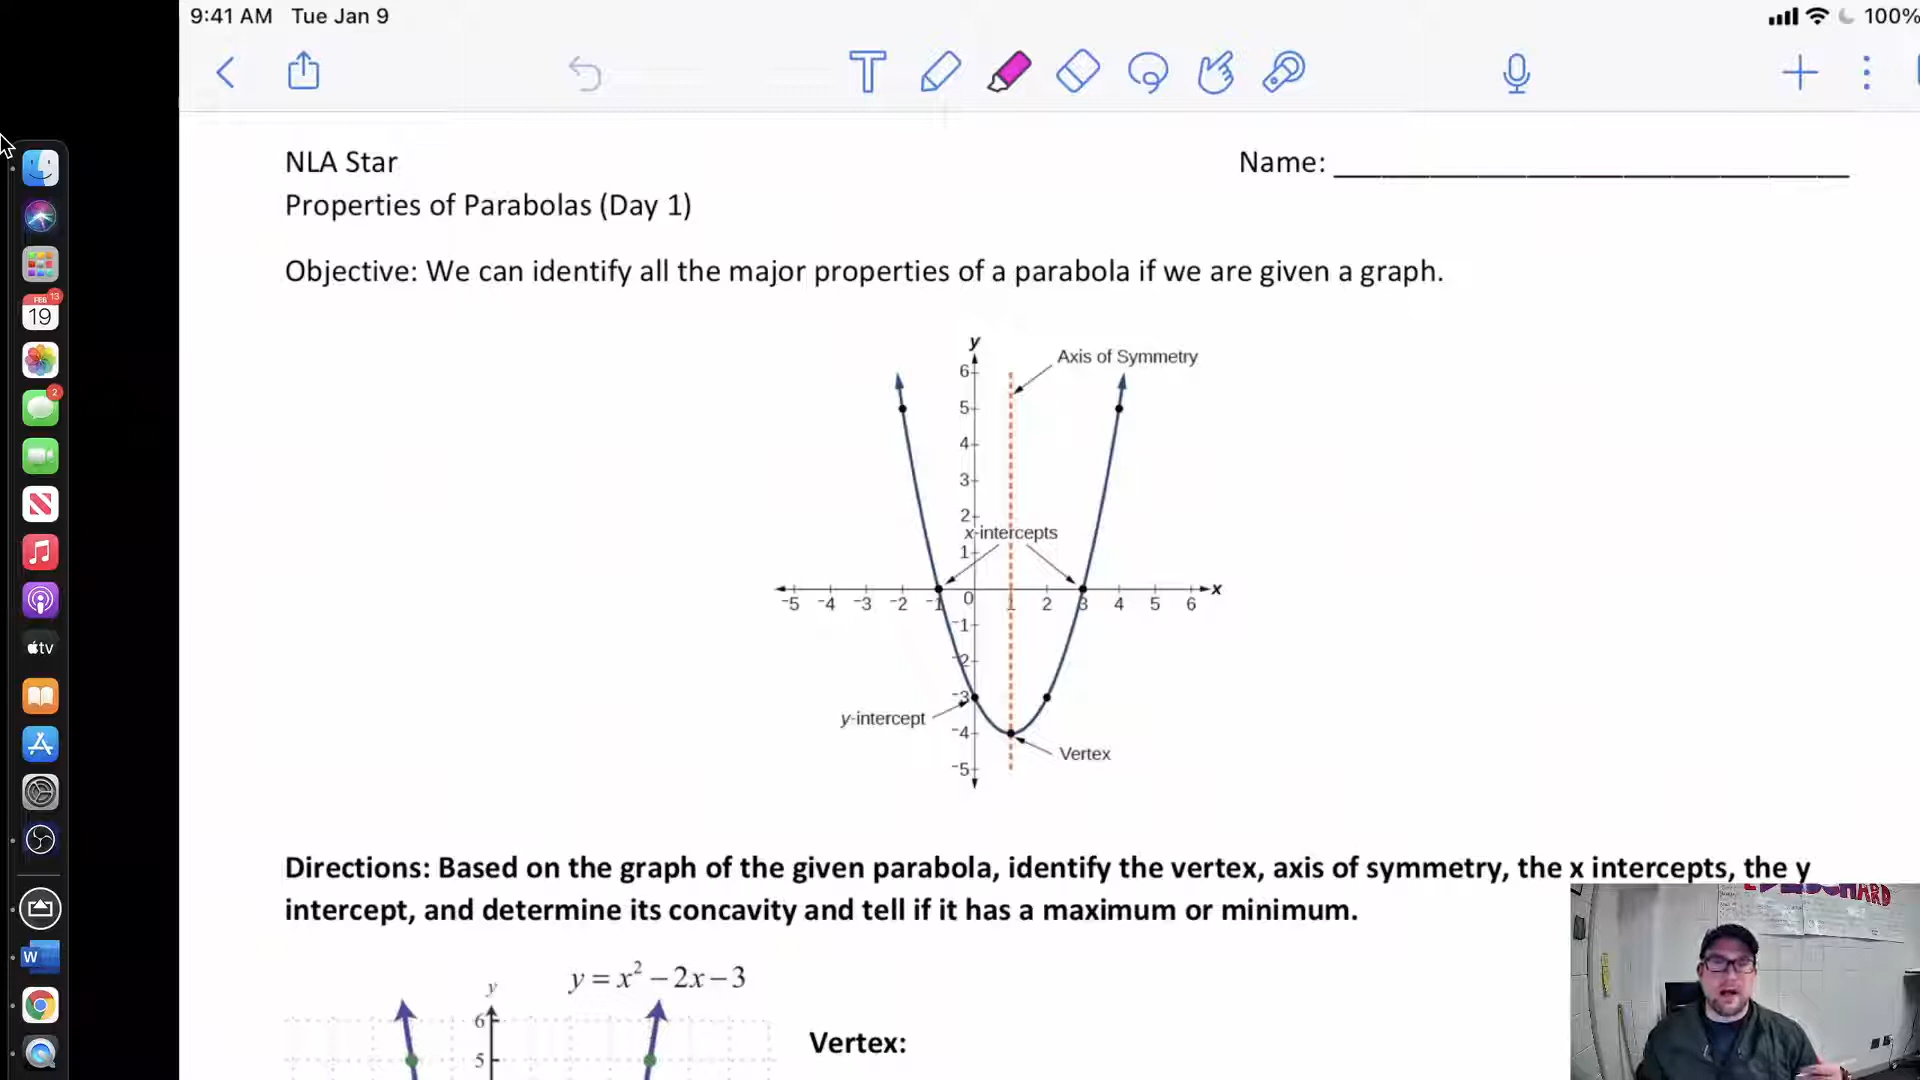 9:41 AM Tue Jan 9
100%
NLA Star
Name: ______________________________
Properties of Parabolas (Day 1)
Objective: We can identify all the major properties of a parabola if we are given a graph.
y
Axis of Symmetry
6
5
4
3
2
x-intercepts
1
-5 -4 -3 -2 -1 0 1 2 3 4 5 6 x
-1
-2
-3
y-intercept
-4
Vertex
-5
Directions: Based on the graph of the given parabola, identify the vertex, axis of symmetry, the x intercepts, the y
intercept, and determine its concavity and tell if it has a maximum or minimum.
y = x² − 2x − 3
y
6
Vertex:
5
FEB 13
19
2
tv
W